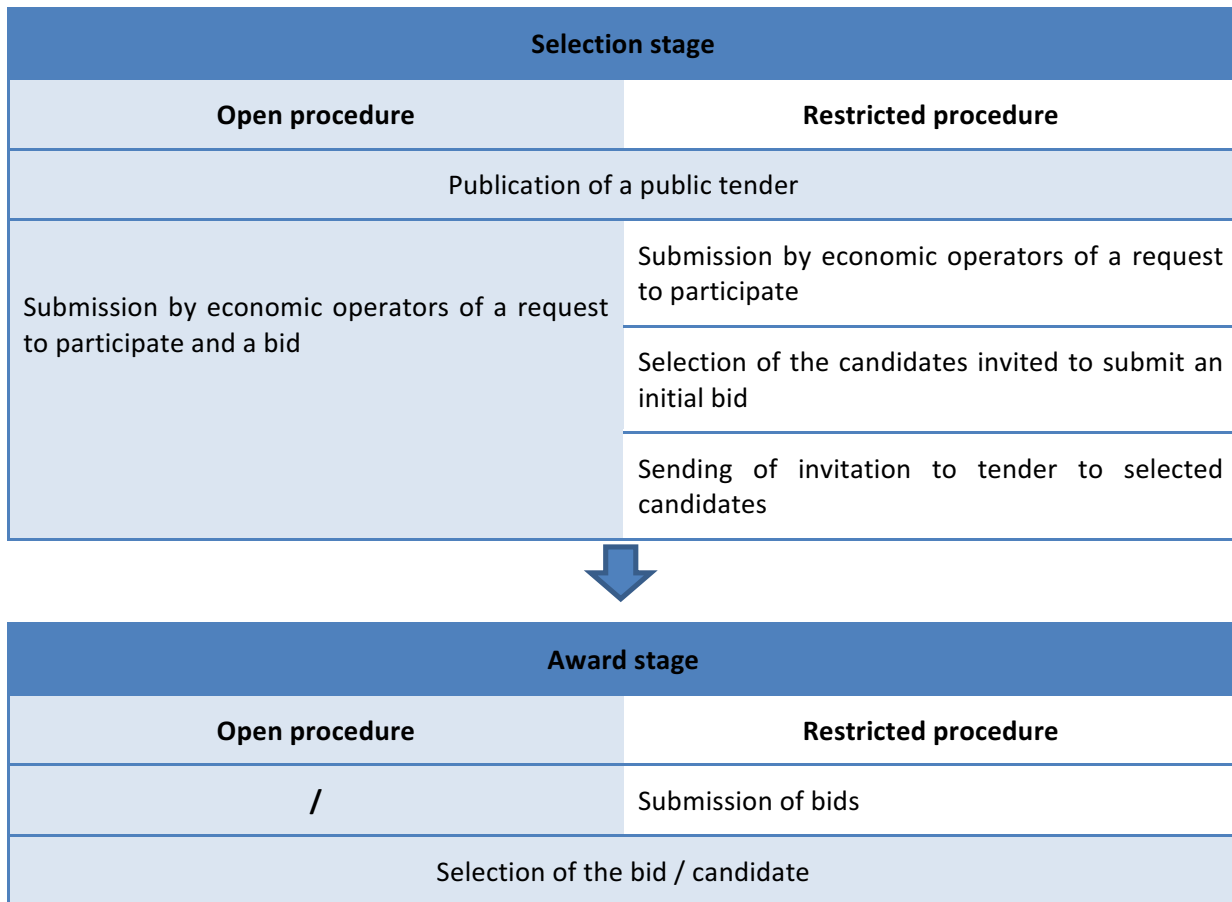 Selection stage
Open procedure
Restricted procedure
Publication of a public tender
Submission by economic operators of a request
to participate and a bid
Submission by economic operators of a request
to participate
Selection of the candidates invited to submit an
initial bid
Sending of invitation to tender to selected
candidates
Award stage
Open procedure
Restricted procedure
/
Submission of bids
Selection of the bid / candidate